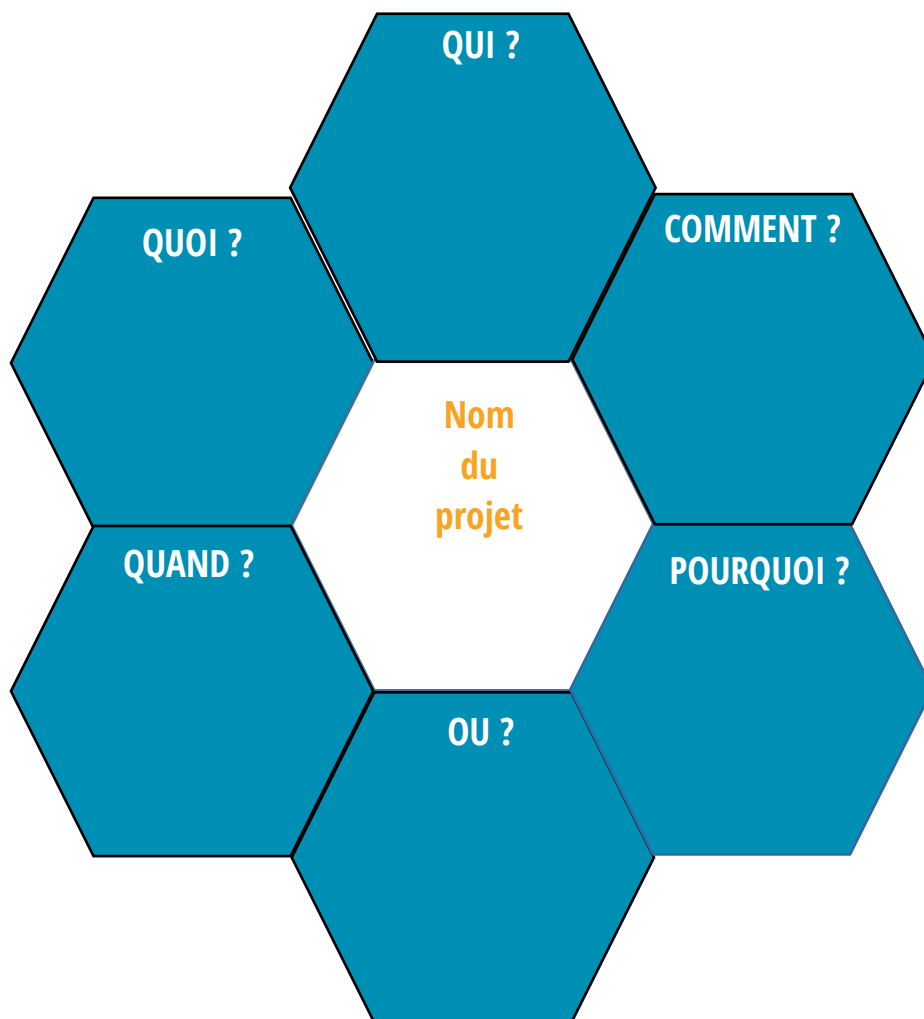 QUI ?
QUOI ?
COMMENT ?
Nom
du
projet
QUAND ?
POURQUOI ?
OU ?